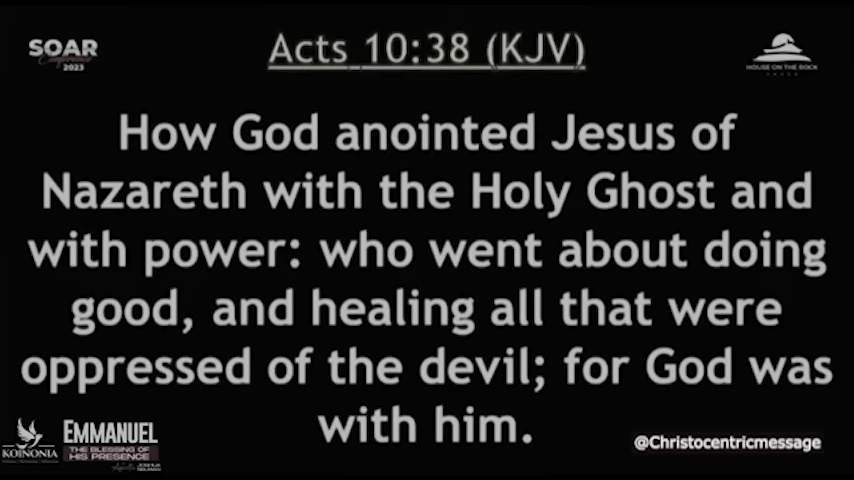 SOAR
Conference
2023
Acts 10:38 (KJV)
HOUSE ON THE ROCK
How God anointed Jesus of
Nazareth with the Holy Ghost and
with power: who went about doing
good, and healing all that were
oppressed of the devil; for God was
with him.
KOINONIA
EMMANUEL
THE BLESSING OF
HIS PRESENCE
@Christocentricmessage